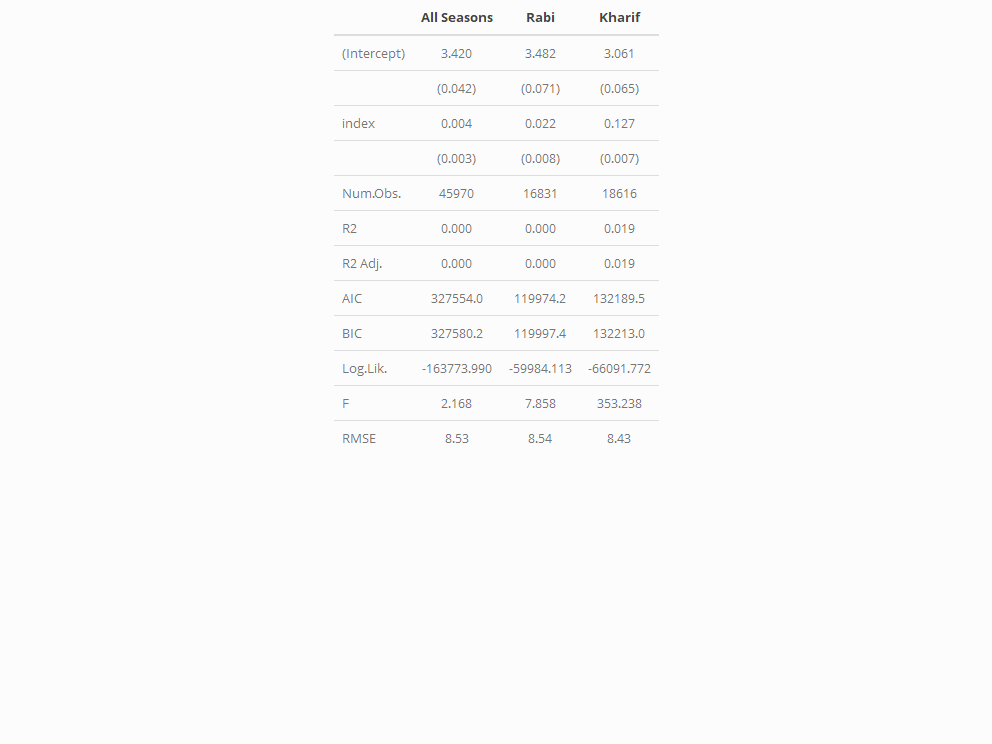 All Seasons Rabi Kharif
(Intercept) 3.420 3.482 3.061
(0.042) (0.071) (0.065)
index 0.004 0.022 0.127
(0.003) (0.008) (0.007)
Num.Obs. 45970 16831 18616
R2 0.000 0.000 0.019
R2 Adj. 0.000 0.000 0.019
AIC 327554.0 119974.2 132189.5
BIC 327580.2 119997.4 132213.0
Log.Lik. -163773.990 -59984.113 -66091.772
F 2.168 7.858 353.238
RMSE 8.53 8.54 8.43